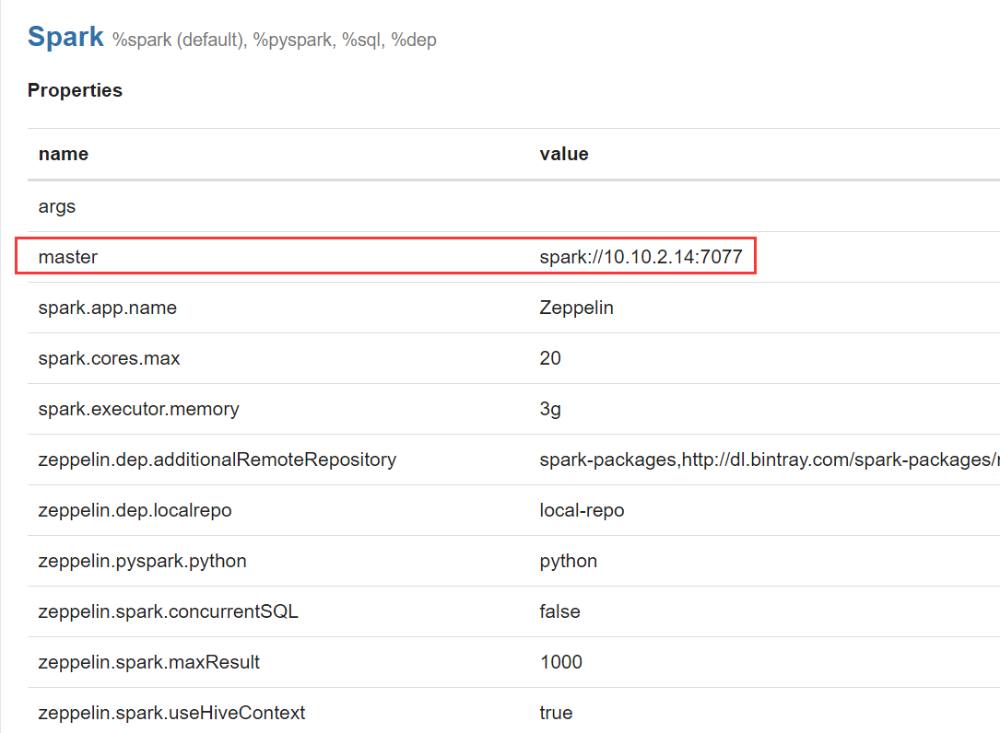 Spark %spark (default), %pyspark, %sql, %dep
Properties
name value
args
master spark://10.10.2.14:7077
spark.app.name Zeppelin
spark.cores.max 20
spark.executor.memory 3g
zeppelin.dep.additionalRemoteRepository spark-packages,http://dl.bintray.com/spark-packages/
zeppelin.dep.localrepo local-repo
zeppelin.pyspark.python python
zeppelin.spark.concurrentSQL false
zeppelin.spark.maxResult 1000
zeppelin.spark.useHiveContext true